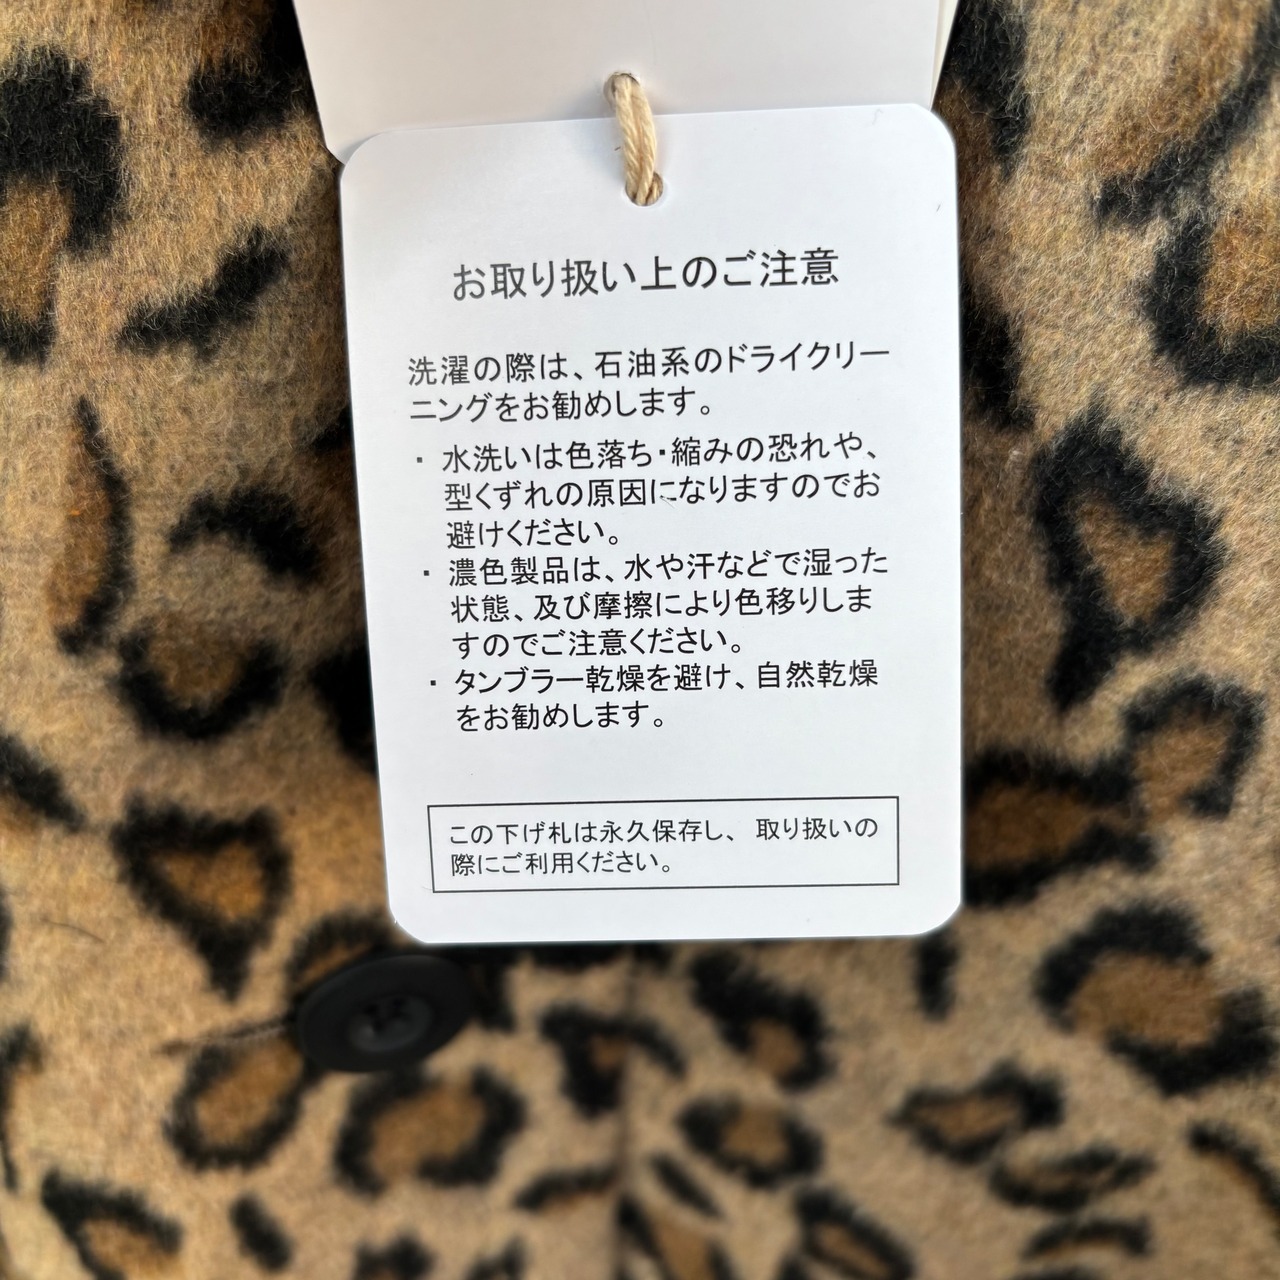 お取り扱い上のご注意
洗濯の際は、石油系のドライクリー
ニングをお勧めします。
・ 水洗いは色落ち・縮みの恐れや、
型くずれの原因になりますのでお
避けください。
・ 濃色製品は、水や汗などで湿った
状態、及び摩擦により色移りしま
すのでご注意ください。
・ タンブラー乾燥を避け、自然乾燥
をお勧めします。
この下げ札は永久保存し、取り扱いの
際にご利用ください。